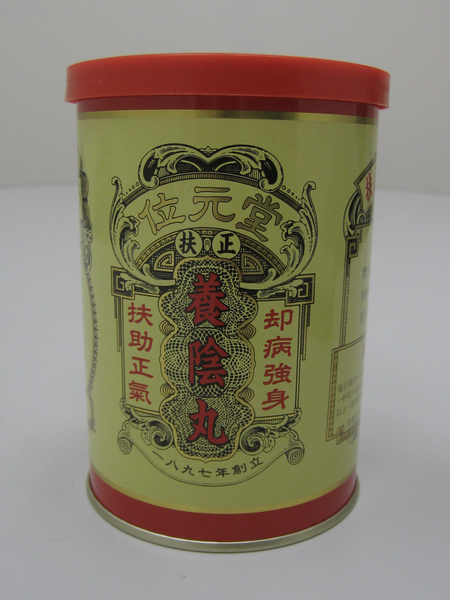 位元堂
扶正
養陰丸
却病強身
扶助正氣
一八九七年創立